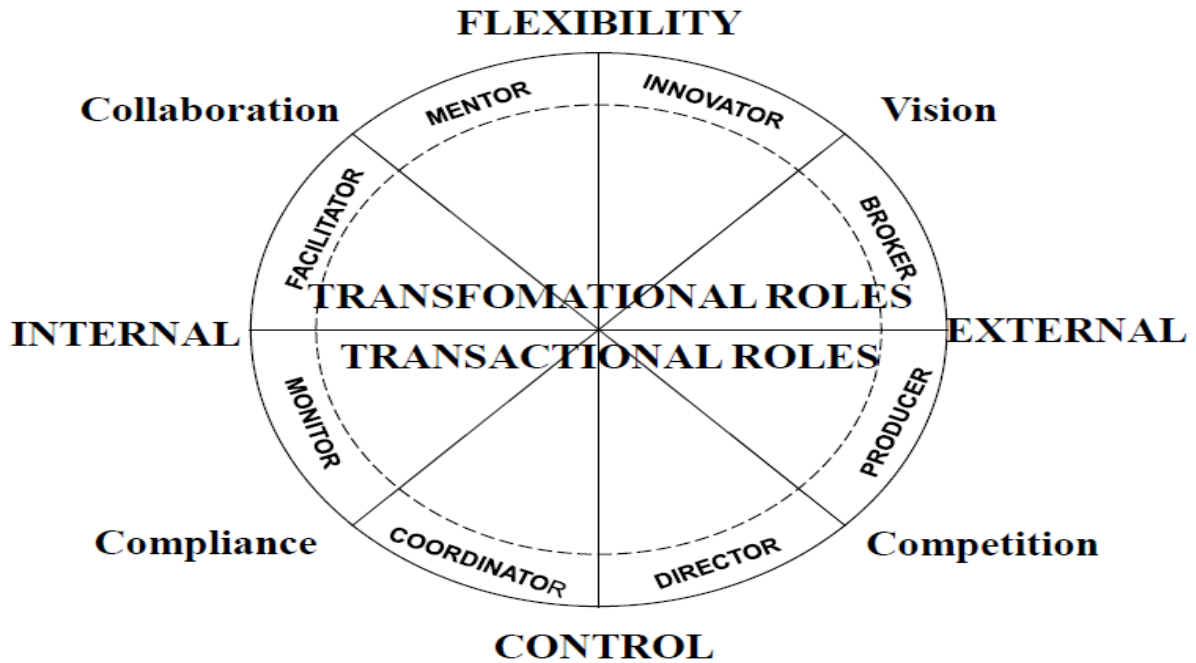 FLEXIBILITY
Collaboration
MENTOR
INNOVATOR
Vision
FACILITATOR
BROKER
TRANSFOMATIONAL ROLES
INTERNAL
EXTERNAL
TRANSACTIONAL ROLES
MONITOR
PRODUCER
Compliance
COORDINATOR
DIRECTOR
Competition
CONTROL